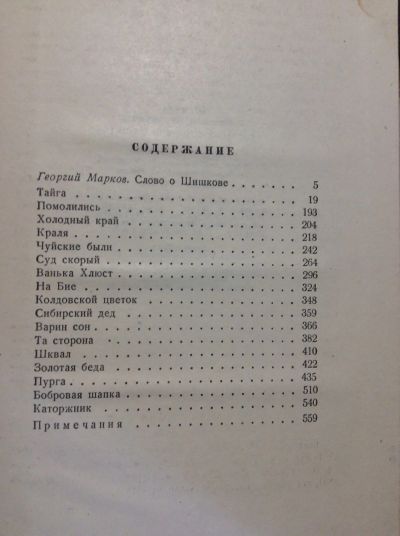 СОДЕРЖАНИЕ
Георгий Марков. Слово о Шишкове . . . . . . . 5
Тайга . . . . . . . . . . . . . . . . . . 19
Помолились . . . . . . . . . . . . . . . 193
Холодный край . . . . . . . . . . . . . . 204
Краля . . . . . . . . . . . . . . . . . . 218
Чуйские были . . . . . . . . . . . . . . 242
Суд скорый . . . . . . . . . . . . . . . 264
Ванька Хлюст . . . . . . . . . . . . . . 296
На Бие . . . . . . . . . . . . . . . . . 324
Колдовской цветок . . . . . . . . . . . . 348
Сибирский дед . . . . . . . . . . . . . . 359
Варин сон . . . . . . . . . . . . . . . . 366
Та сторона . . . . . . . . . . . . . . . 382
Шквал . . . . . . . . . . . . . . . . . . 410
Золотая беда . . . . . . . . . . . . . . 422
Пурга . . . . . . . . . . . . . . . . . . 435
Бобровая шапка . . . . . . . . . . . . . 510
Каторжник . . . . . . . . . . . . . . . . 540
Примечания . . . . . . . . . . . . . . . 559